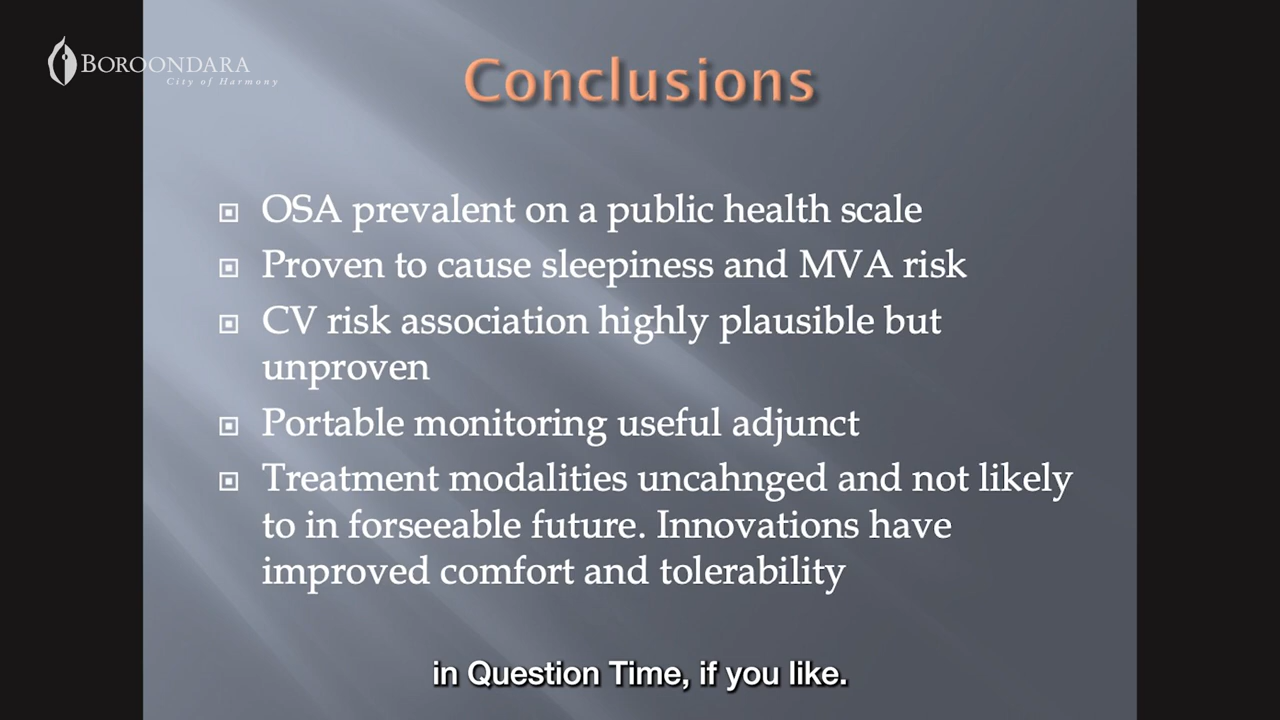 BOROONDARA
City of Harmony
Conclusions
OSA prevalent on a public health scale
Proven to cause sleepiness and MVA risk
CV risk association highly plausible but
unproven
Portable monitoring useful adjunct
Treatment modalities uncahnged and not likely
to in forseeable future. Innovations have
improved comfort and tolerability
in Question Time, if you like.